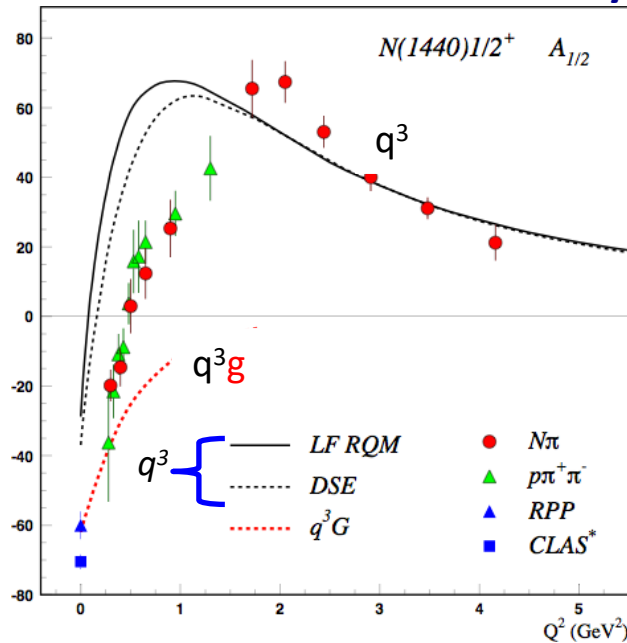 80
N(1440)1/2⁺ A₁/₂
60
q³
40
20
0
-20
q³g
-40
q³
LF RQM
DSE
q³G
Nπ
pπ⁺π⁻
RPP
CLAS*
-60
-80
0 1 2 3 4 5
Q² (GeV²)